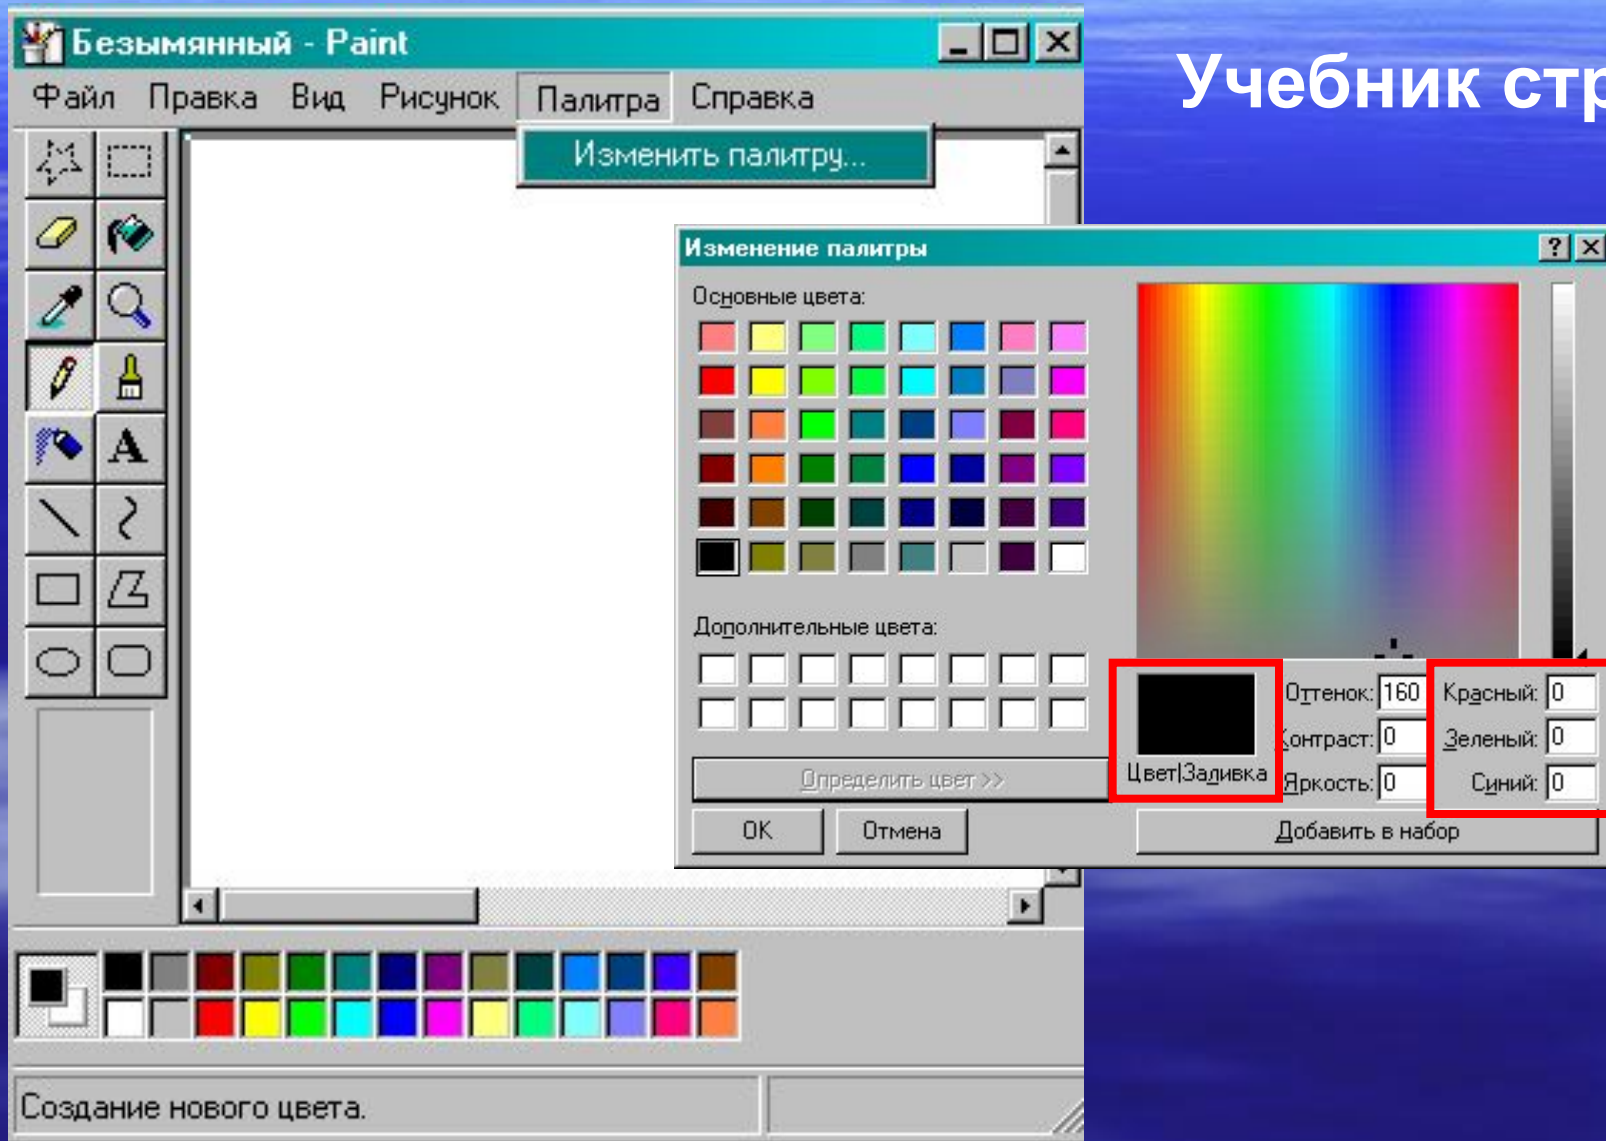 Безымянный - Paint
Учебник стр
Файл Правка Вид Рисунок Палитра Справка
Изменить палитру...
A
Изменение палитры
Основные цвета:
Дополнительные цвета:
Оттенок: 160 Красный: 0
Контраст: 0 Зеленый: 0
Цвет|Заливка
Яркость: 0 Синий: 0
Определить цвет >>
OK Отмена Добавить в набор
Создание нового цвета.